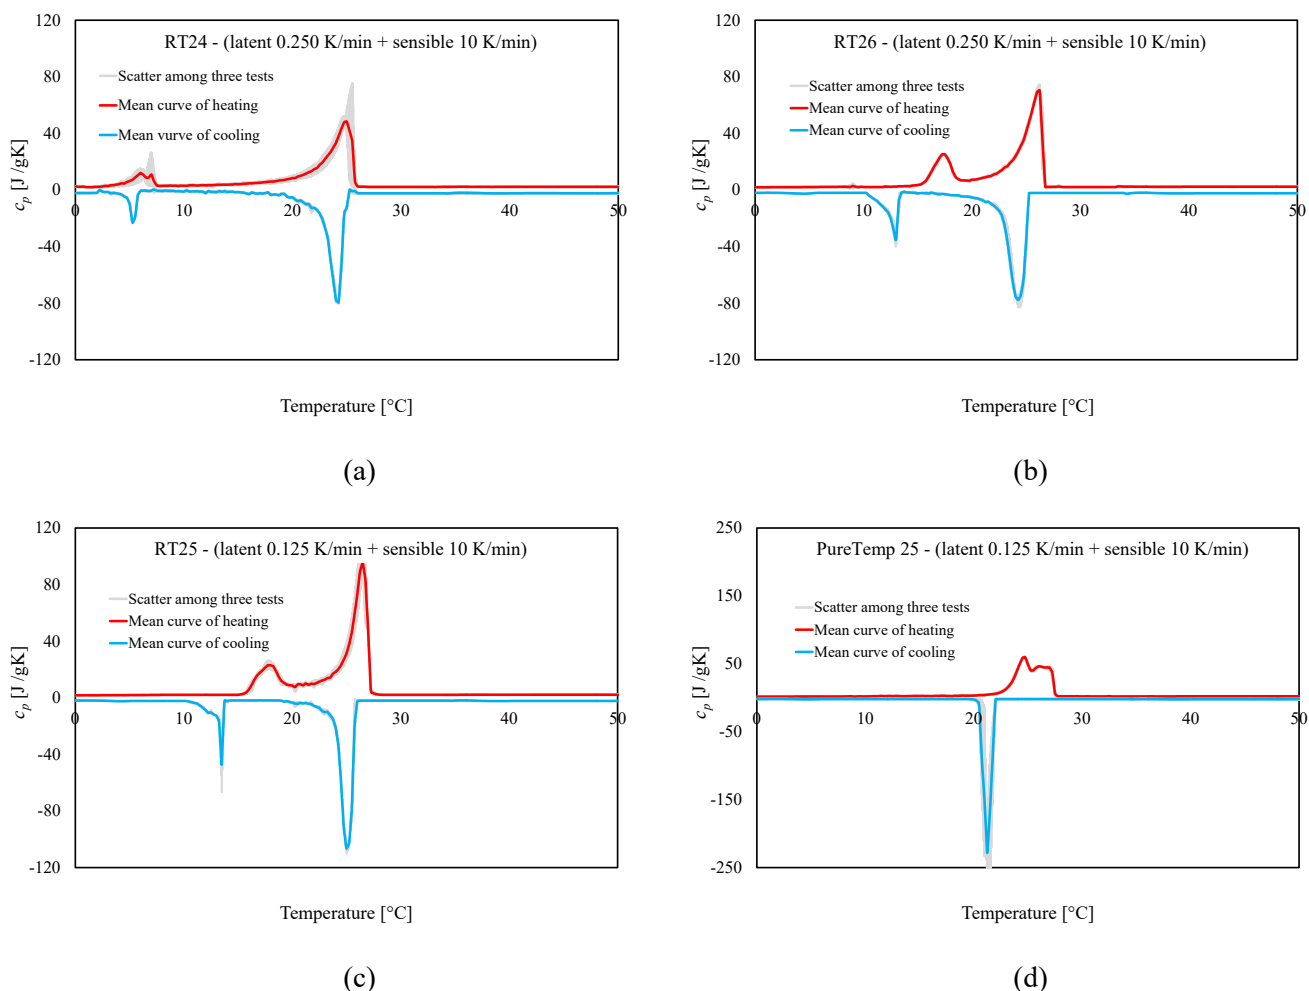 120
RT24 - (latent 0.250 K/min + sensible 10 K/min)
80
Scatter among three tests
Mean curve of heating
40
Mean vurve of cooling
cp [J /gK]
0
0 10 20 30 40 50
-40
-80
-120
Temperature [°C]
(a)
120
RT26 - (latent 0.250 K/min + sensible 10 K/min)
80
Scatter among three tests
Mean curve of heating
40
Mean curve of cooling
cp [J /gK]
0
0 10 20 30 40 50
-40
-80
-120
Temperature [°C]
(b)
120
RT25 - (latent 0.125 K/min + sensible 10 K/min)
80
Scatter among three tests
Mean curve of heating
40
Mean curve of cooling
cp [J /gK]
0
0 10 20 30 40 50
-40
-80
-120
Temperature [°C]
(c)
250
PureTemp 25 - (latent 0.125 K/min + sensible 10 K/min)
150
Scatter among three tests
Mean curve of heating
50
Mean curve of cooling
cp [J /gK]
0 10 20 30 40 50
-50
-150
-250
Temperature [°C]
(d)